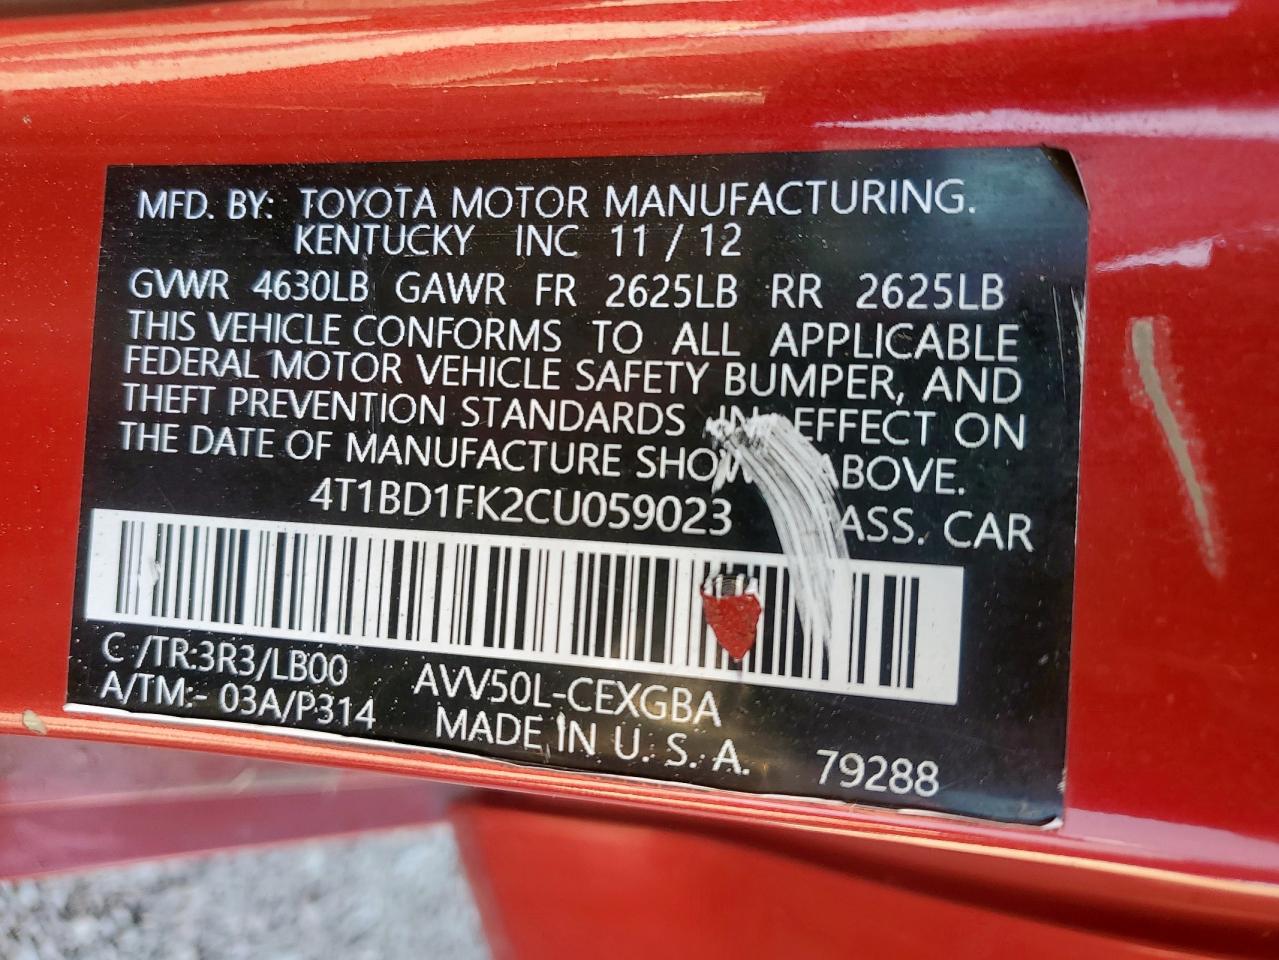 MFD. BY: TOYOTA MOTOR MANUFACTURING.
KENTUCKY INC 11 / 12
GVWR 4630LB GAWR FR 2625LB RR 2625LB
THIS VEHICLE CONFORMS TO ALL APPLICABLE
FEDERAL MOTOR VEHICLE SAFETY BUMPER, AND
THEFT PREVENTION STANDARDS IN EFFECT ON
THE DATE OF MANUFACTURE ABOVE.
4T1BD1FK2CU059023 ASS. CAR
C /TR:3R3/LB00 AVV50L-CEXGBA
A/TM:- 03A/P314 MADE IN U. S. A. 79288